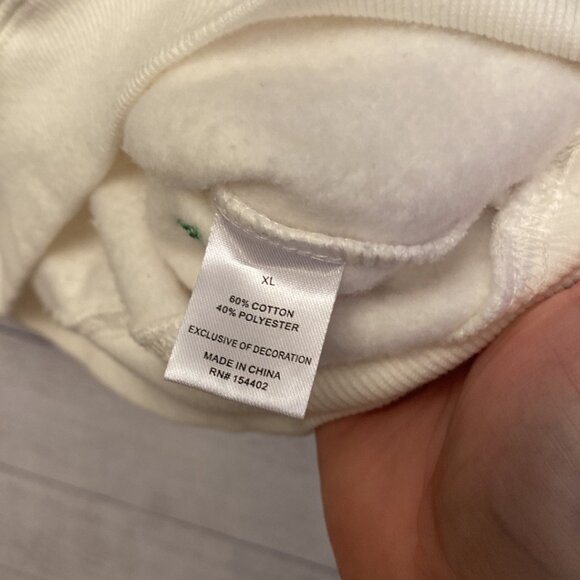 XL
60% COTTON
40% POLYESTER
EXCLUSIVE OF DECORATION
MADE IN CHINA
RN# 154402